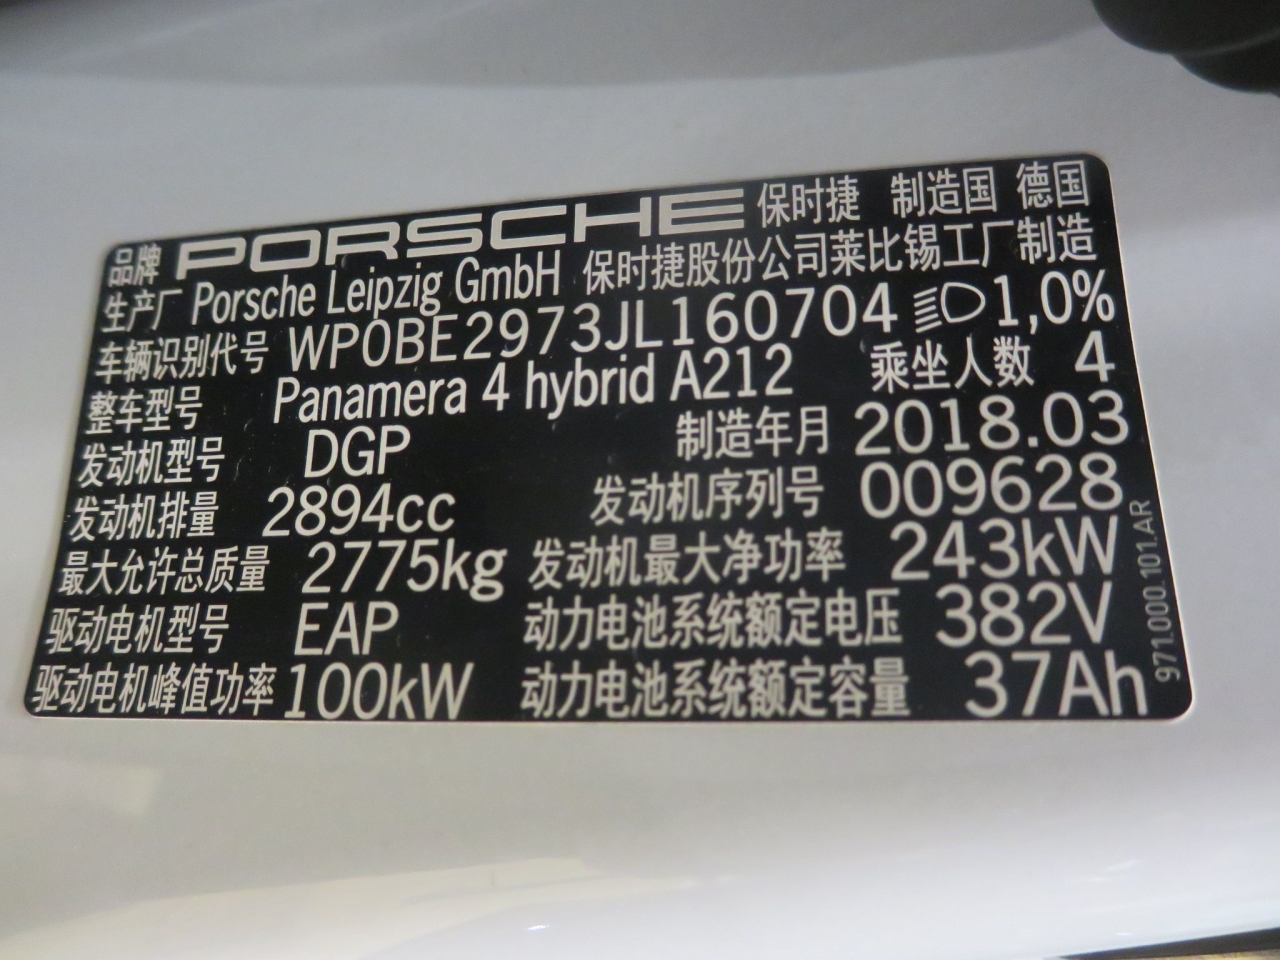 品牌 PORSCHE 保时捷 制造国 德国
生产厂 Porsche Leipzig GmbH 保时捷股份公司莱比锡工厂制造
车辆识别代号 WP0BE2973JL160704 1,0%
整车型号 Panamera 4 hybrid A212 乘坐人数 4
发动机型号 DGP 制造年月 2018.03
发动机排量 2894cc 发动机序列号 009628
最大允许总质量 2775kg 发动机最大净功率 243kW
驱动电机型号 EAP 动力电池系统额定电压 382V
驱动电机峰值功率 100kW 动力电池系统额定容量 37Ah
971.000.101.AR